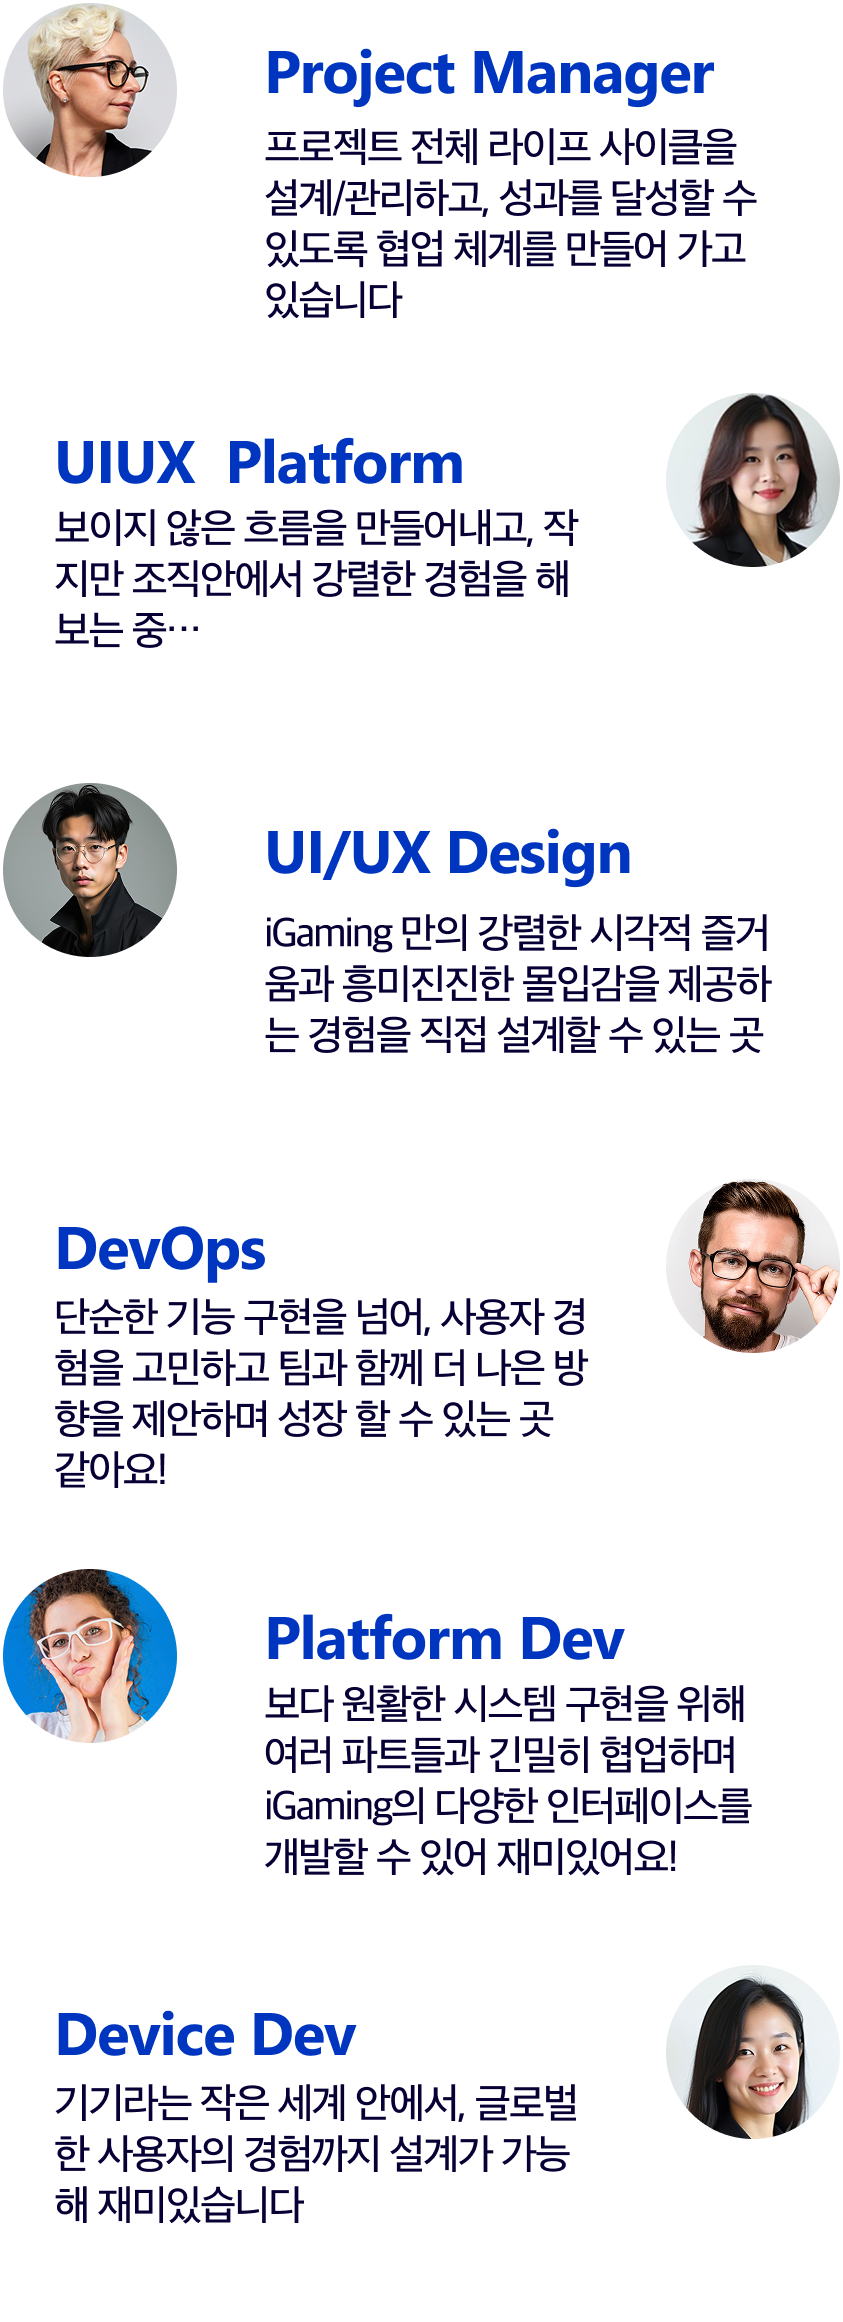 Project Manager
프로젝트 전체 라이프 사이클을
설계/관리하고, 성과를 달성할 수
있도록 협업 체계를 만들어 가고
있습니다
UIUX  Platform
보이지 않은 흐름을 만들어내고, 작
지만 조직안에서 강렬한 경험을 해
보는 중…
UI/UX Design
iGaming 만의 강렬한 시각적 즐거
움과 흥미진진한 몰입감을 제공하
는 경험을 직접 설계할 수 있는 곳
DevOps
단순한 기능 구현을 넘어, 사용자 경
험을 고민하고 팀과 함께 더 나은 방
향을 제안하며 성장 할 수 있는 곳
같아요!
Platform Dev
보다 원활한 시스템 구현을 위해
여러 파트들과 긴밀히 협업하며
iGaming의 다양한 인터페이스를
개발할 수 있어 재미있어요!
Device Dev
기기라는 작은 세계 안에서, 글로벌
한 사용자의 경험까지 설계가 가능
해 재미있습니다